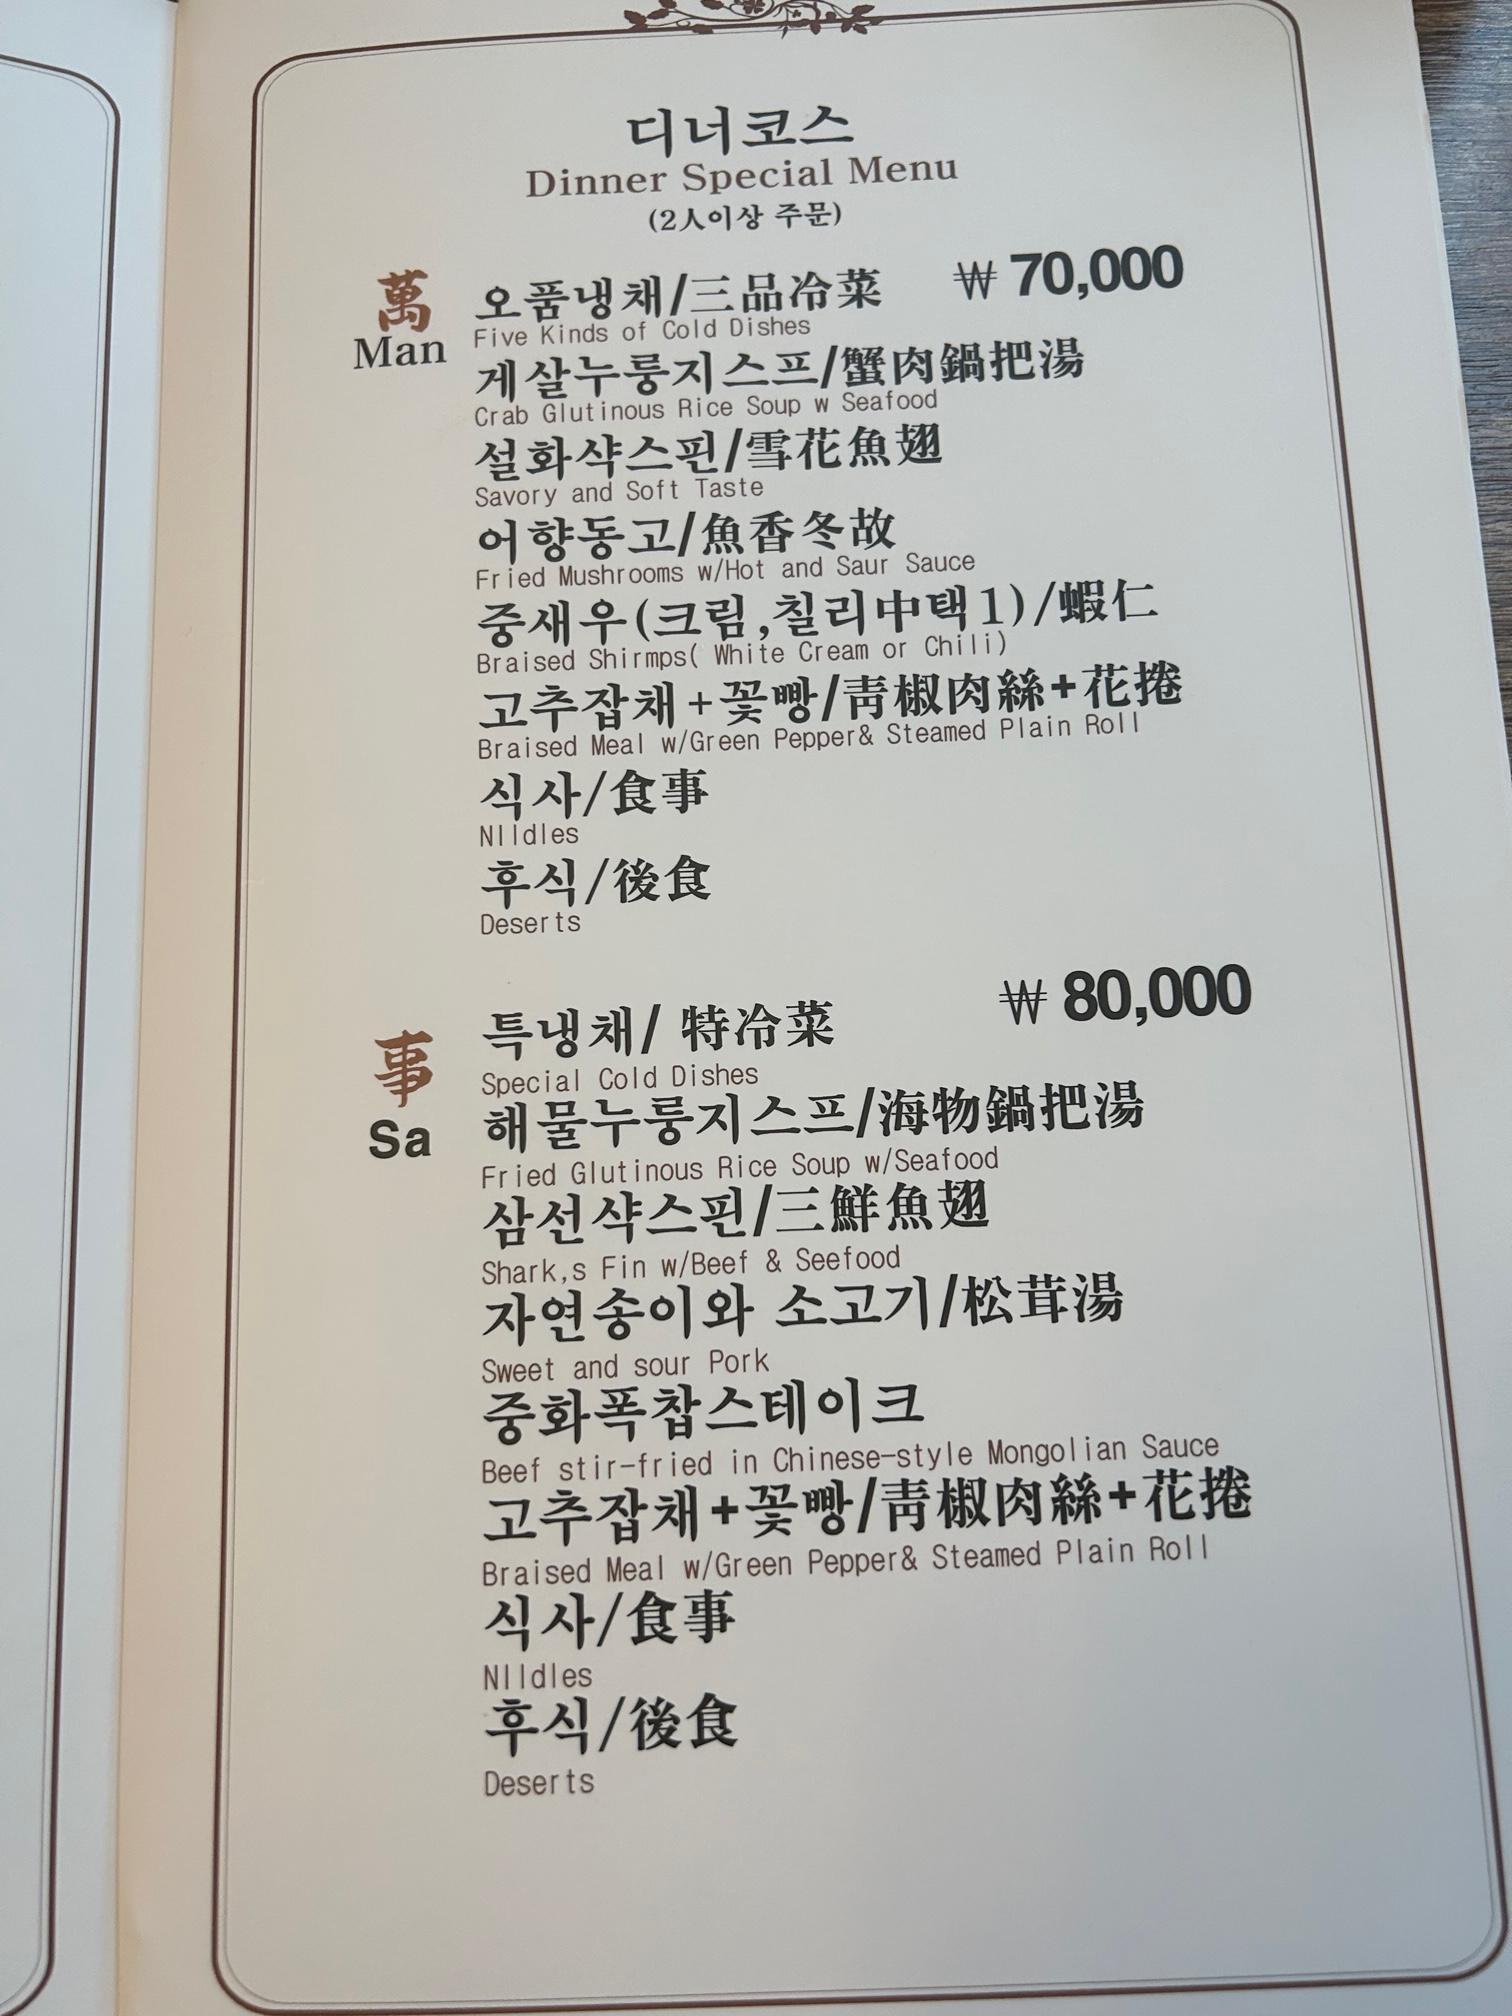 디너코스
Dinner Special Menu
(2人이상 주문)
萬
Man
오품냉채/三品冷菜 ₩ 70,000
Five Kinds of Cold Dishes
게살누룽지스프/蟹肉鍋把湯
Crab Glutinous Rice Soup w Seafood
설화샥스핀/雪花魚翅
Savory and Soft Taste
어향동고/魚香冬故
Fried Mushrooms w/Hot and Saur Sauce
중새우(크림,칠리中택1)/蝦仁
Braised Shirmps( White Cream or Chili)
고추잡채+꽃빵/靑椒肉絲+花捲
Braised Meal w/Green Pepper& Steamed Plain Roll
식사/食事
NIldles
후식/後食
Deserts
事
Sa
특냉채/ 特冷菜 ₩ 80,000
Special Cold Dishes
해물누룽지스프/海物鍋把湯
Fried Glutinous Rice Soup w/Seafood
삼선샥스핀/三鮮魚翅
Shark,s Fin w/Beef & Seefood
자연송이와 소고기/松茸湯
Sweet and sour Pork
중화폭찹스테이크
Beef stir-fried in Chinese-style Mongolian Sauce
고추잡채+꽃빵/靑椒肉絲+花捲
Braised Meal w/Green Pepper& Steamed Plain Roll
식사/食事
NIldles
후식/後食
Deserts